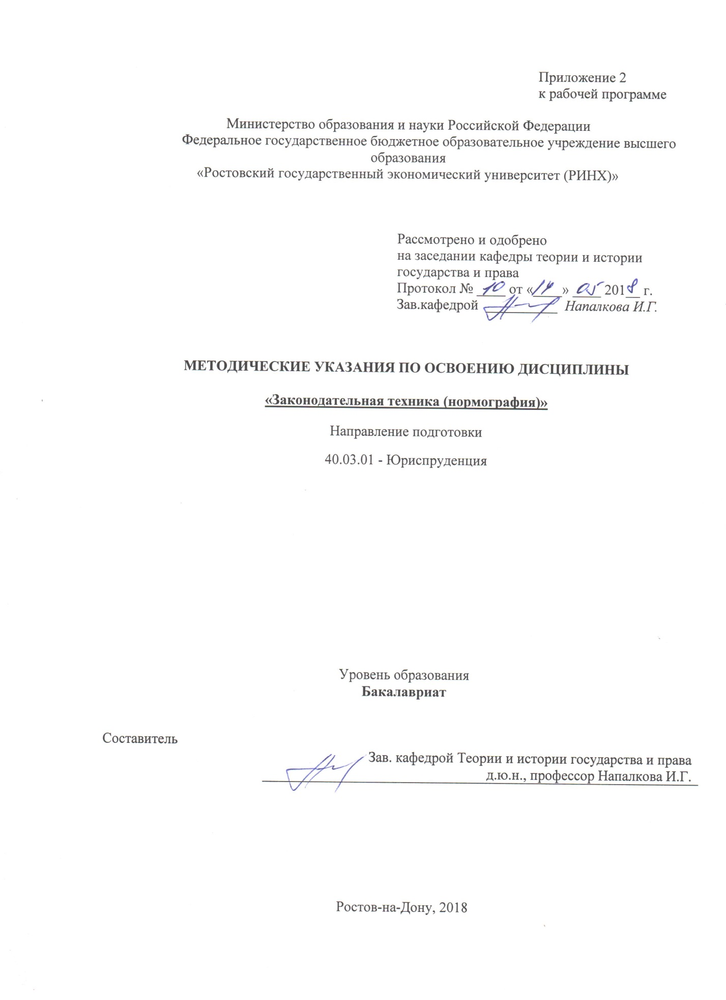 Приложение 2
к рабочей программе
Министерство образования и науки Российской Федерации
Федеральное государственное бюджетное образовательное учреждение высшего
образования
«Ростовский государственный экономический университет (РИНХ)»
Рассмотрено и одобрено
на заседании кафедры теории и истории
государства и права
Протокол № 10 от «14» 05 2018 г.
Зав.кафедрой Напалкова И.Г.
МЕТОДИЧЕСКИЕ УКАЗАНИЯ ПО ОСВОЕНИЮ ДИСЦИПЛИНЫ
«Законодательная техника (нормография)»
Направление подготовки
40.03.01 - Юриспруденция
Уровень образования
Бакалавриат
Составитель
Зав. кафедрой Теории и истории государства и права
д.ю.н., профессор Напалкова И.Г.
Ростов-на-Дону, 2018